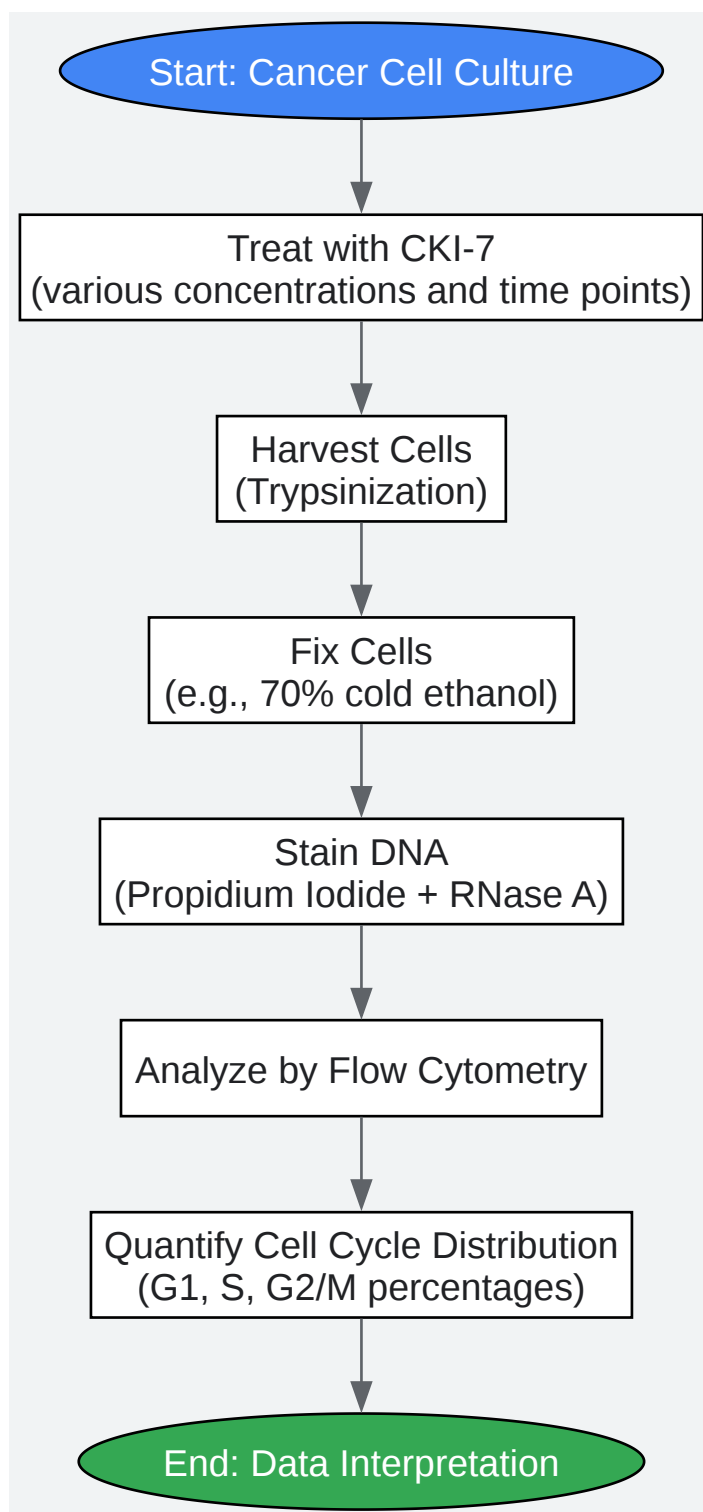 Start: Cancer Cell Culture
Treat with CKI-7
(various concentrations and time points)
Harvest Cells
(Trypsinization)
Fix Cells
(e.g., 70% cold ethanol)
Stain DNA
(Propidium Iodide + RNase A)
Analyze by Flow Cytometry
Quantify Cell Cycle Distribution
(G1, S, G2/M percentages)
End: Data Interpretation